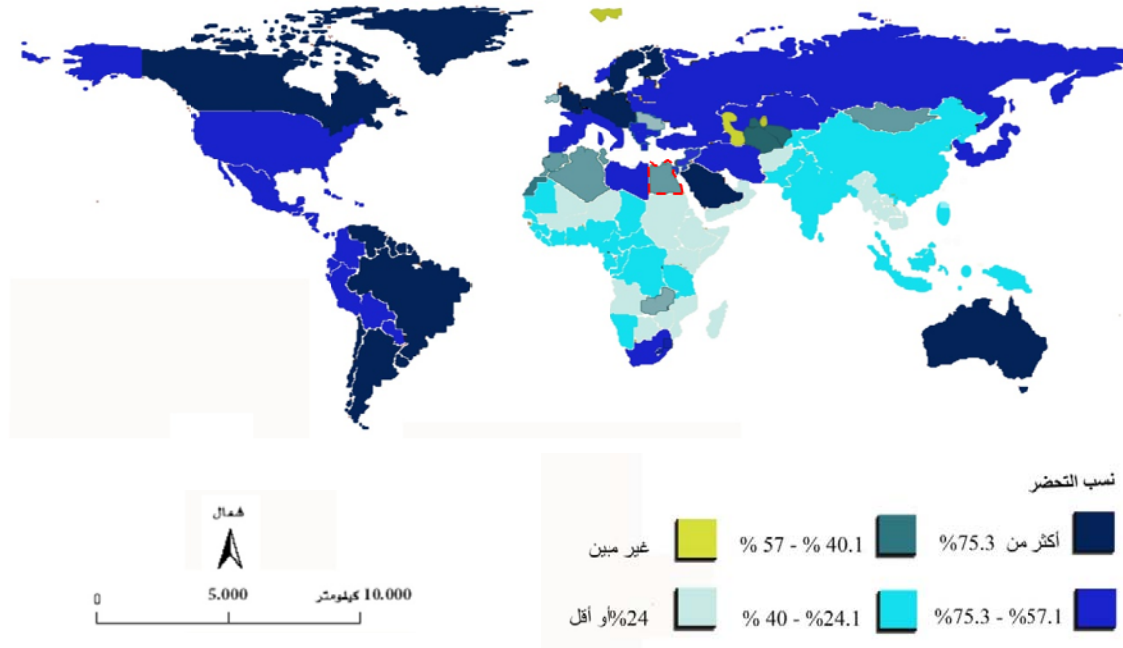 نسب التحضر
أكثر من 75.3%
40.1 % - 57 %
غير مبين
57.1% - 75.3%
24.1% - 40 %
24% أو أقل
شمال
0
5.000
10.000 كيلومتر